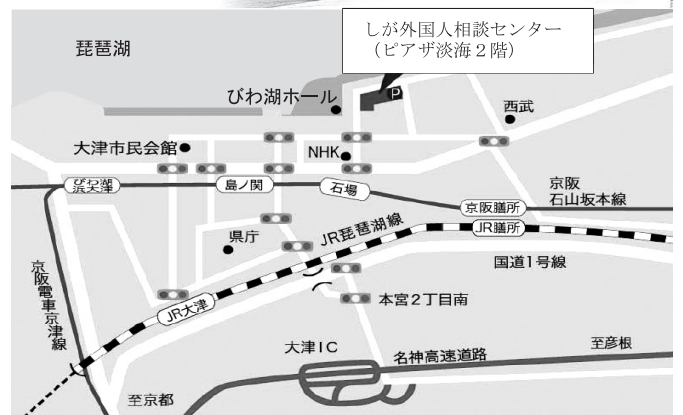 しが外国人相談センター
（ピアザ淡海２階）
琵琶湖
びわ湖ホール
P
西武
大津市民会館
NHK
びわ湖
浜大津
島ノ関
石場
京阪膳所
京阪
石山坂本線
JR琵琶湖線
JR膳所
県庁
国道1号線
京阪電車京津線
JR大津
本宮２丁目南
大津IC
名神高速道路
至彦根
至京都